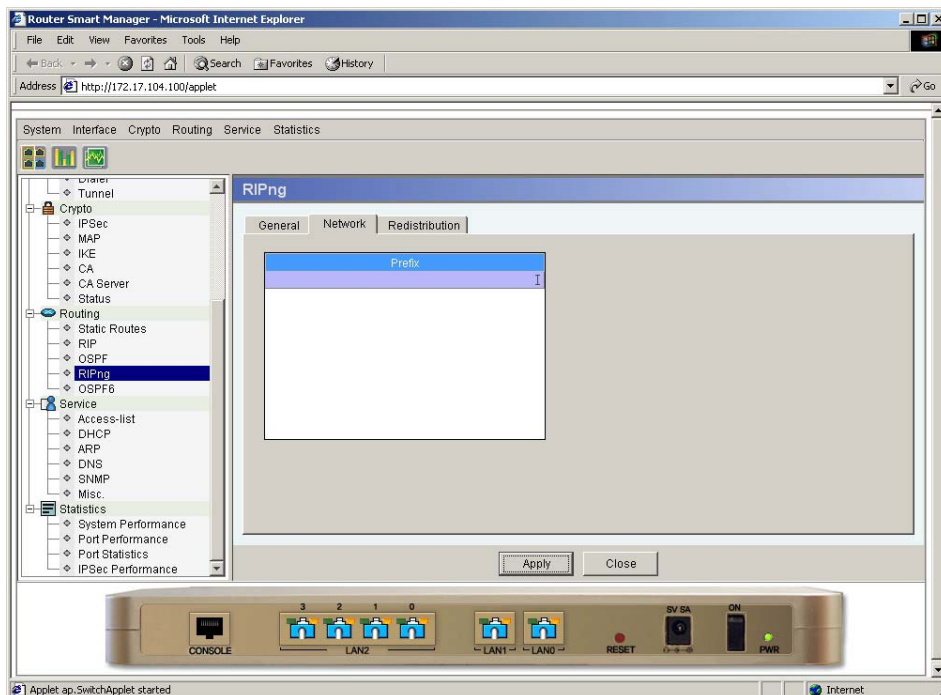 Router Smart Manager - Microsoft Internet Explorer
File Edit View Favorites Tools Help
Back Search Favorites History
Address http://172.17.104.100/applet Go
System Interface Crypto Routing Service Statistics
Dialer
Tunnel
Crypto
IPSec
MAP
IKE
CA
CA Server
Status
Routing
Static Routes
RIP
OSPF
RIPng
OSPF6
Service
Access-list
DHCP
ARP
DNS
SNMP
Misc.
Statistics
System Performance
Port Performance
Port Statistics
IPSec Performance
RIPng
General Network Redistribution
Prefix
Apply Close
3 2 1 0
CONSOLE
LAN2
LAN1 LAN0
RESET
5V 5A
ON
PWR
Applet ap.SwitchApplet started
Internet